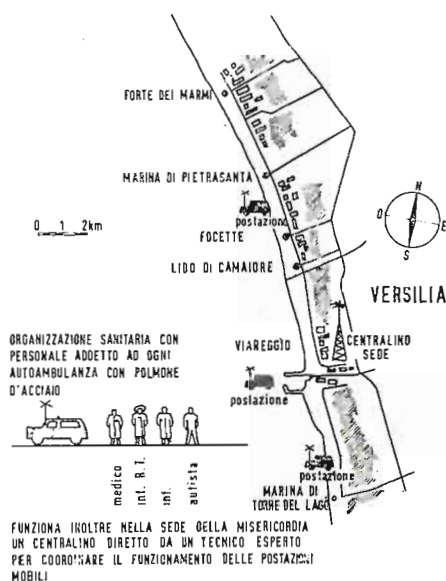 FORTE DEI MARMI
MARINA DI PIETRASANTA
postazione
0 1 2km
FOCETTE
LIDO DI CAMAIORE
N
O
E
S
VERSILIA
VIAREGGIO
CENTRALINO
SEDE
postazione
ORGANIZZAZIONE SANITARIA CON
PERSONALE ADDETTO AD OGNI
AUTOAMBULANZA CON POLMONE
D'ACCIAIO
medico
inf. R.T.
inf.
autista
postazione
MARINA DI
TORRE DEL LAGO
FUNZIONA INOLTRE NELLA SEDE DELLA MISERICORDIA
UN CENTRALINO DIRETTO DA UN TECNICO ESPERTO
PER COORDINARE IL FUNZIONAMENTO DELLE POSTAZIONI
MOBILI